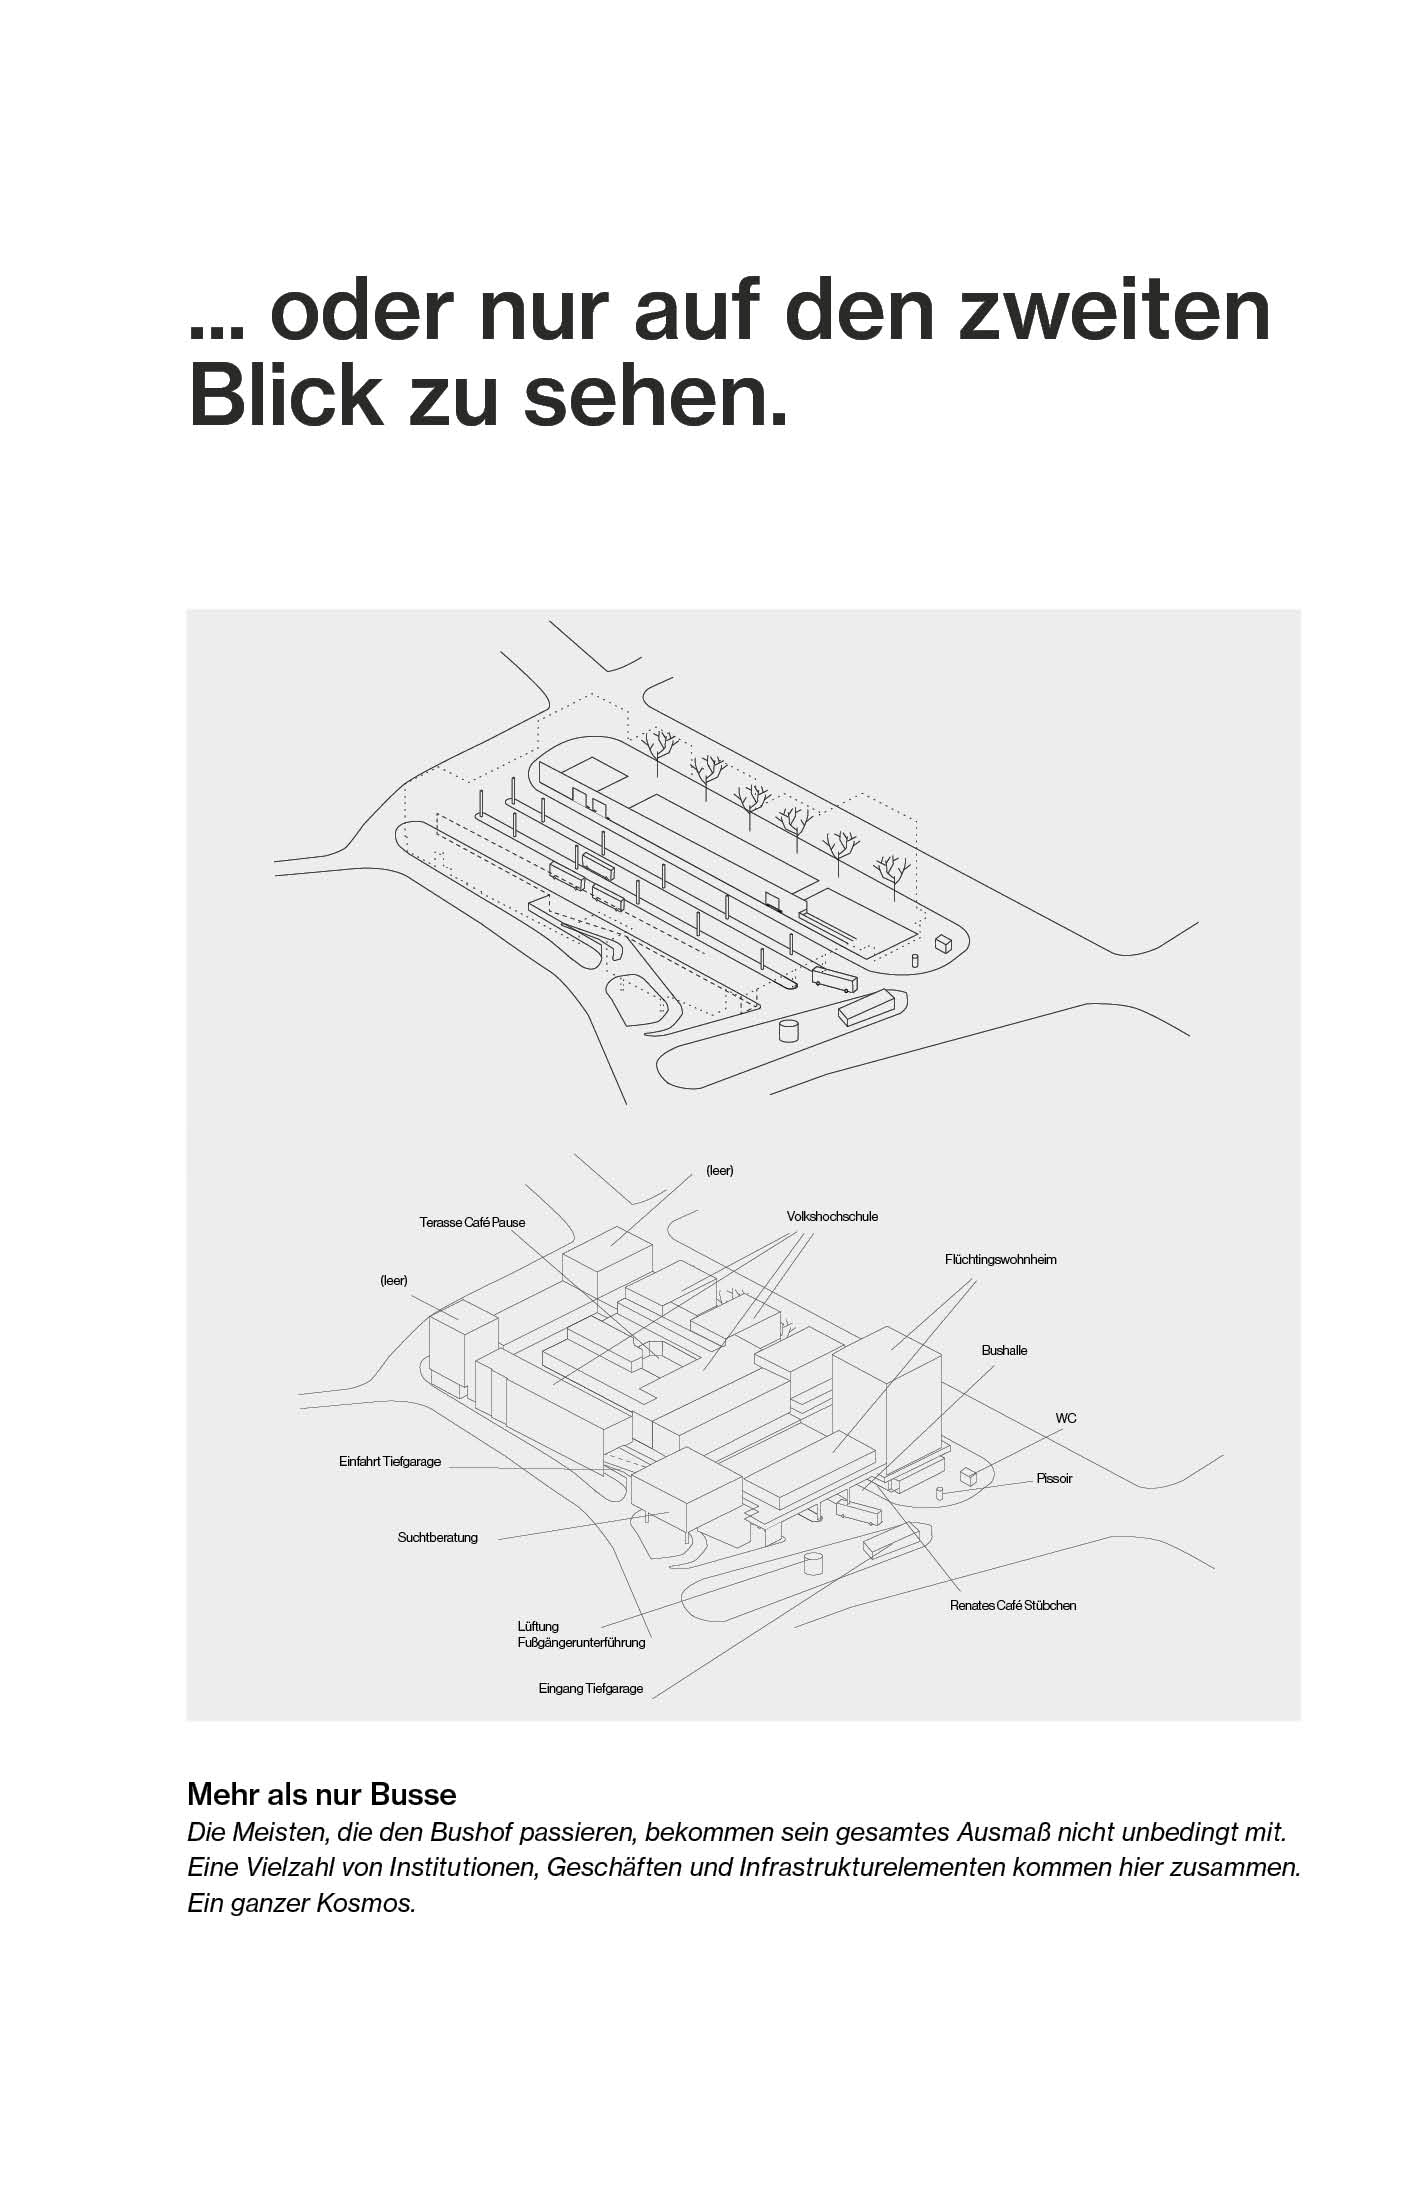 ... oder nur auf den zweiten
Blick zu sehen.
(leer)
Terasse Café Pause
Volkshochschule
Flüchtingswohnheim
(leer)
Bushalle
WC
Einfahrt Tiefgarage
Pissoir
Suchtberatung
Renates Café Stübchen
Lüftung
Fußgängerunterführung
Eingang Tiefgarage
Mehr als nur Busse
Die Meisten, die den Bushof passieren, bekommen sein gesamtes Ausmaß nicht unbedingt mit.
Eine Vielzahl von Institutionen, Geschäften und Infrastrukturelementen kommen hier zusammen.
Ein ganzer Kosmos.